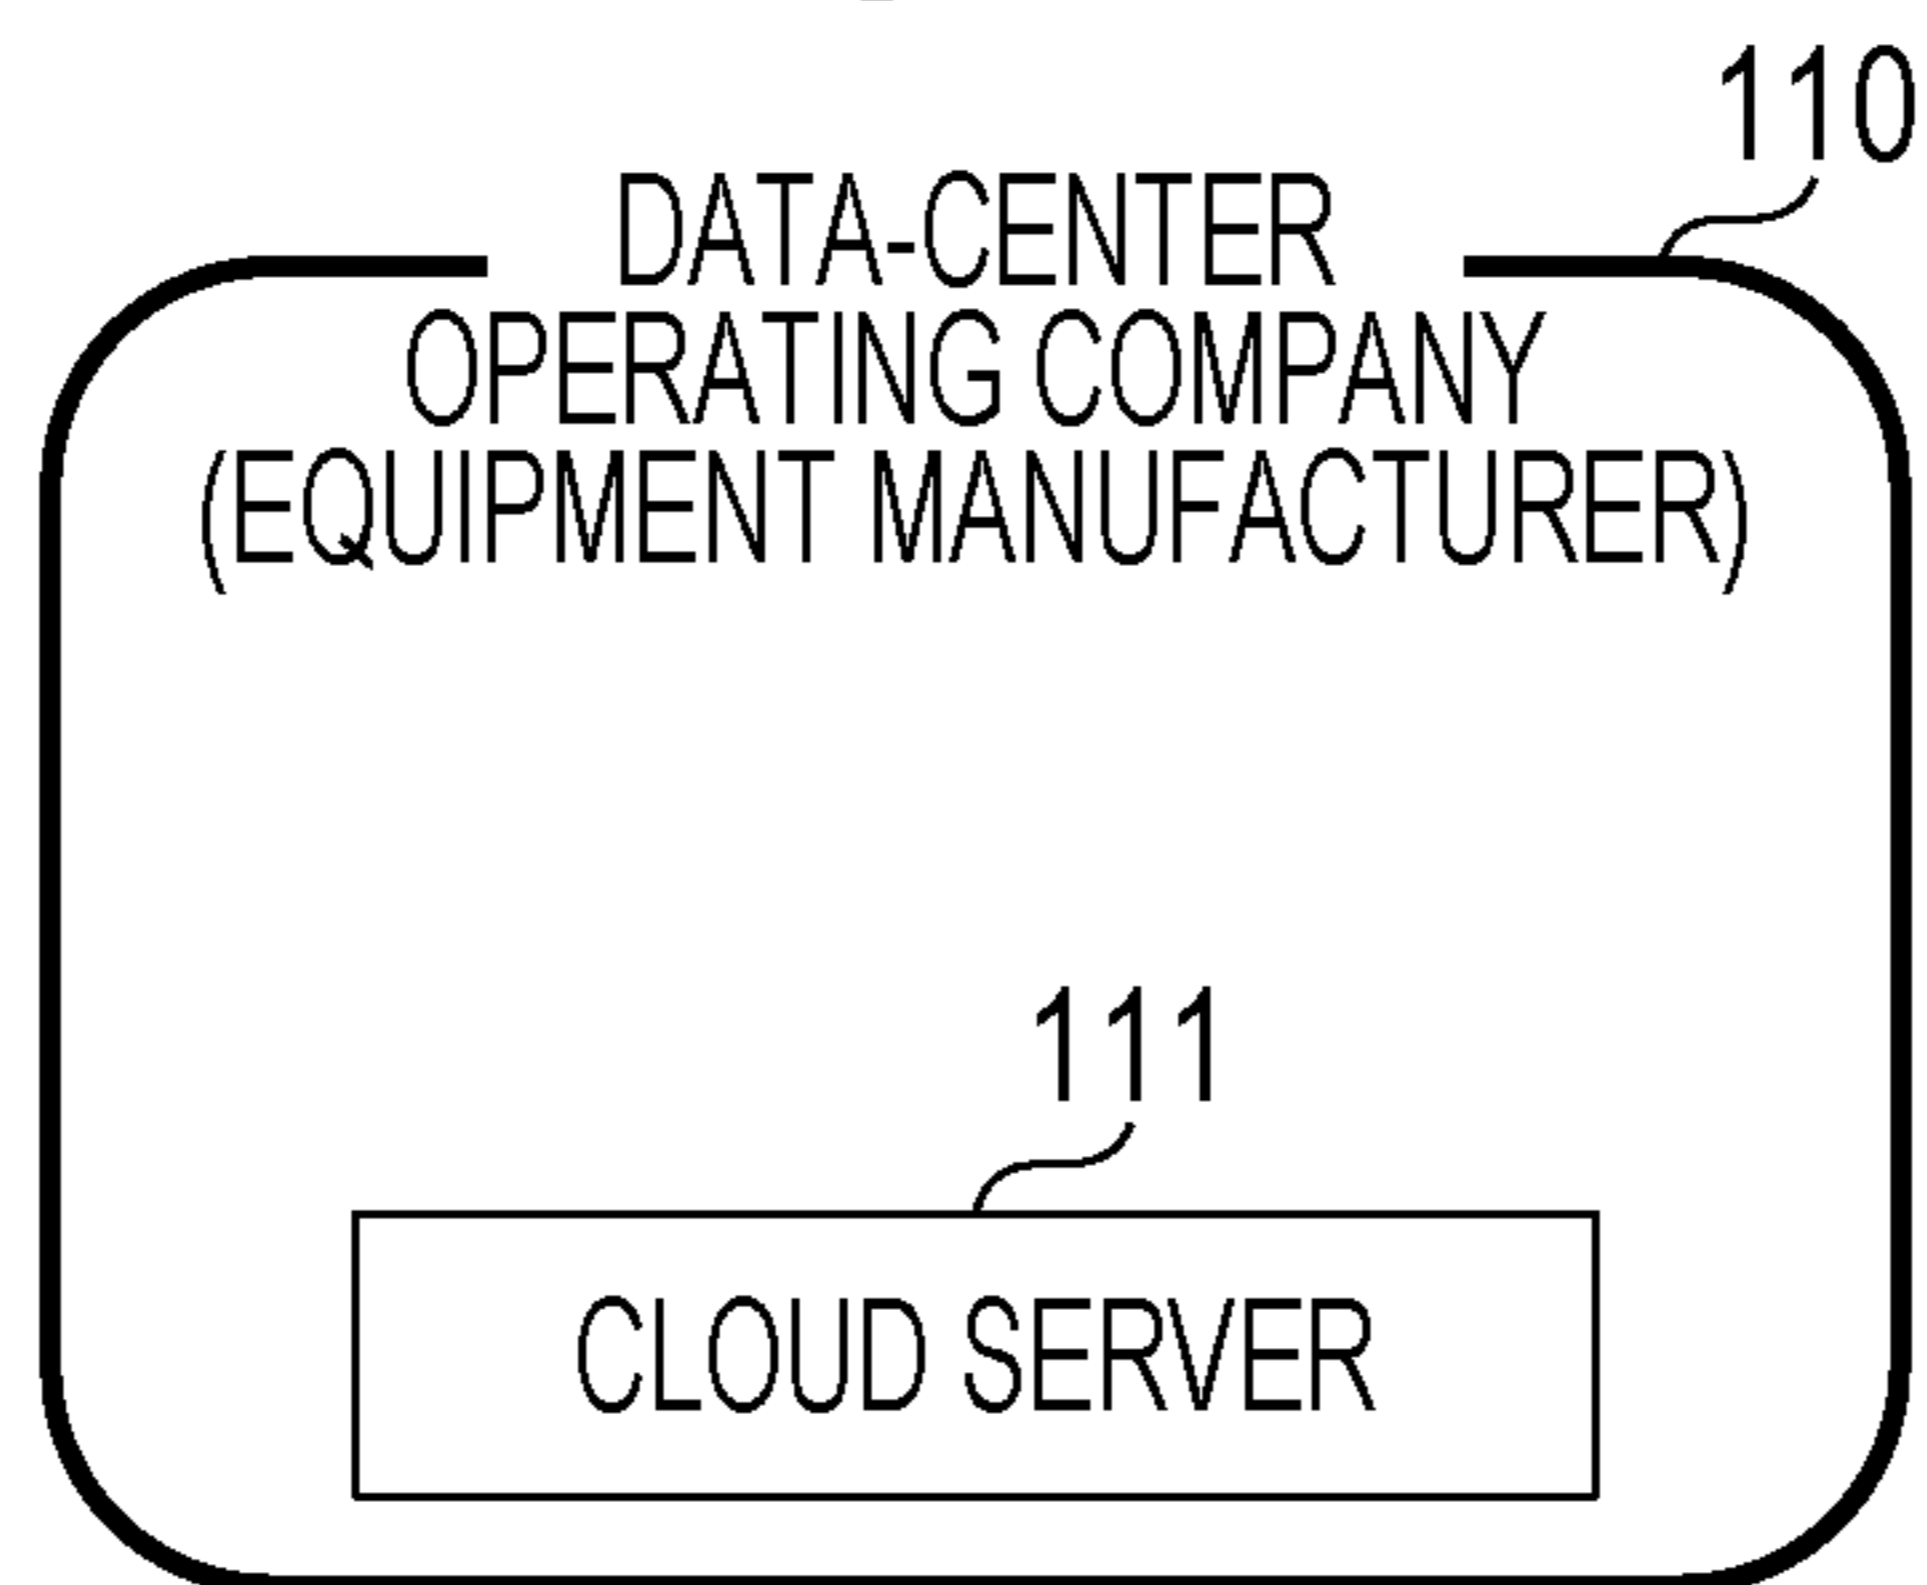 110
DATA-CENTER
OPERATING COMPANY
(EQUIPMENT MANUFACTURER)
111
CLOUD SERVER